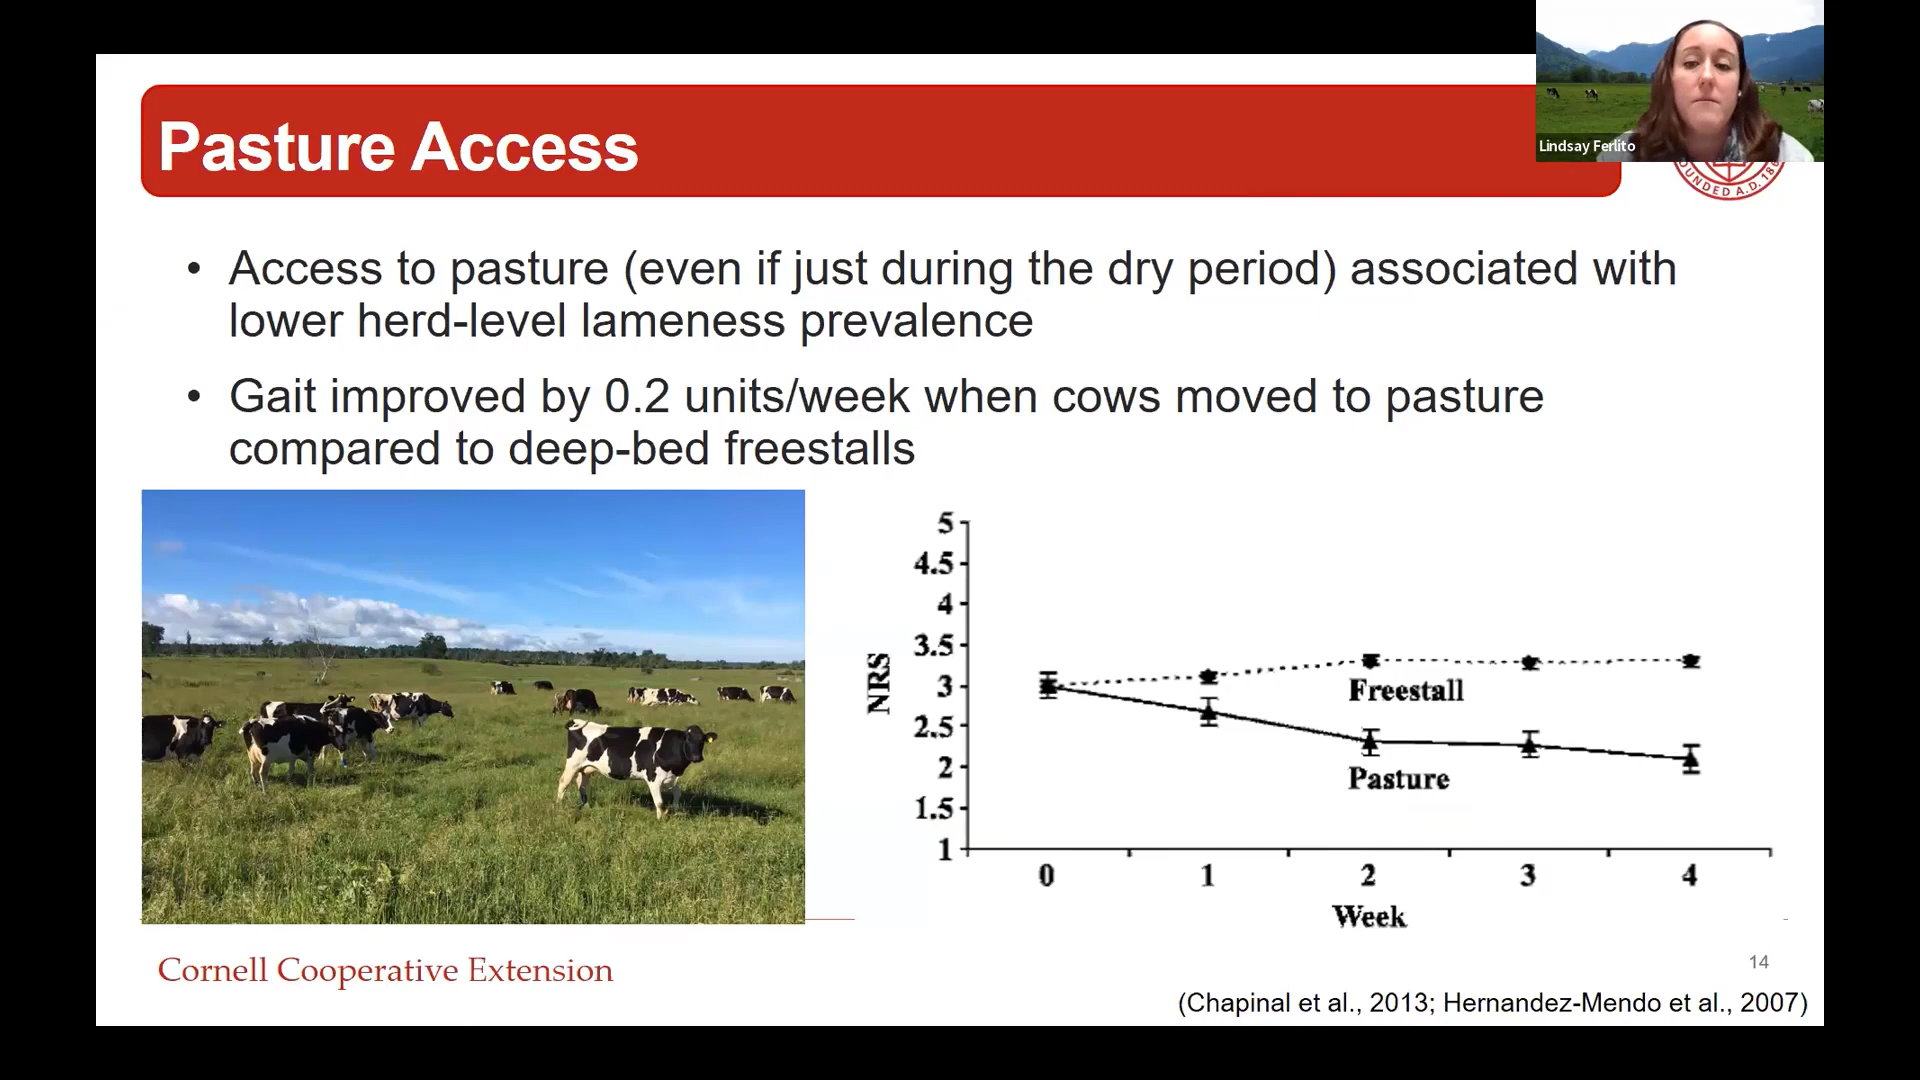 Pasture Access
Lindsay Ferlito
OUNDED A.D. 186
• Access to pasture (even if just during the dry period) associated with
lower herd-level lameness prevalence
• Gait improved by 0.2 units/week when cows moved to pasture
compared to deep-bed freestalls
5
4.5
4
3.5
3
2.5
2
1.5
1
NRS
Freestall
Pasture
0 1 2 3 4
Week
Cornell Cooperative Extension
14
(Chapinal et al., 2013; Hernandez-Mendo et al., 2007)